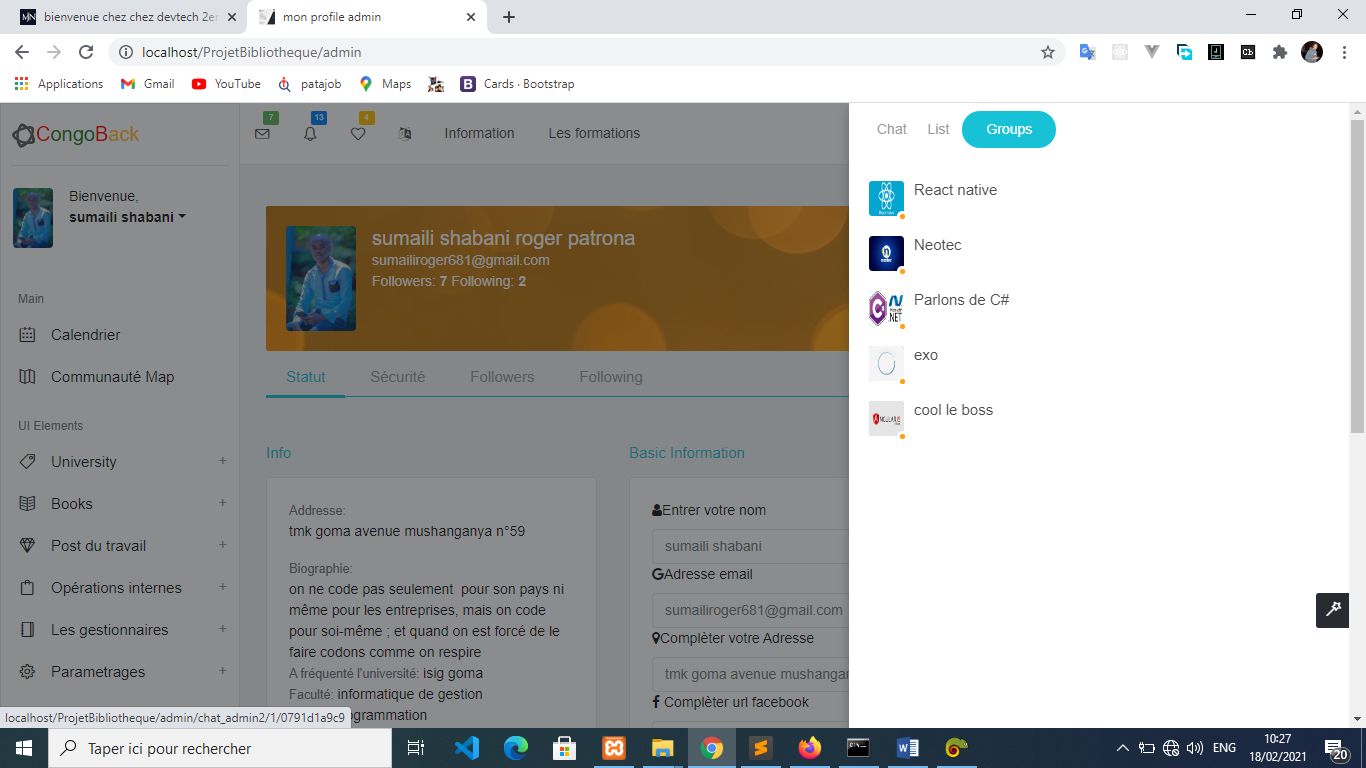 bienvenue chez chez devtech 2er
mon profile admin
localhost/ProjetBibliotheque/admin
Applications
Gmail
YouTube
patajob
Maps
Cards · Bootstrap
CongoBack
7
13
4
Information
Les formations
Chat
List
Groups
Bienvenue,
sumaili shabani
sumaili shabani roger patrona
sumailiroger681@gmail.com
Followers: 7 Following: 2
React native
Neotec
Parlons de C#
exo
cool le boss
Main
Calendrier
Communauté Map
Statut
Sécurité
Followers
Following
UI Elements
University
Books
Post du travail
Opérations internes
Les gestionnaires
Parametrages
Info
Addresse:
tmk goma avenue mushanganya n°59
Biographie:
on ne code pas seulement pour son pays ni
même pour les entreprises, mais on code
pour soi-même ; et quand on est forcé de le
faire codons comme on respire
A fréquenté l'université: isig goma
Faculté: informatique de gestion
Basic Information
Entrer votre nom
sumaili shabani
Adresse email
sumailiroger681@gmail.com
Complèter votre Adresse
tmk goma avenue mushangar
Complèter url facebook
localhost/ProjetBibliotheque/admin/chat_admin2/1/0791d1a9c9
Taper ici pour rechercher
ENG
10:27
18/02/2021
20